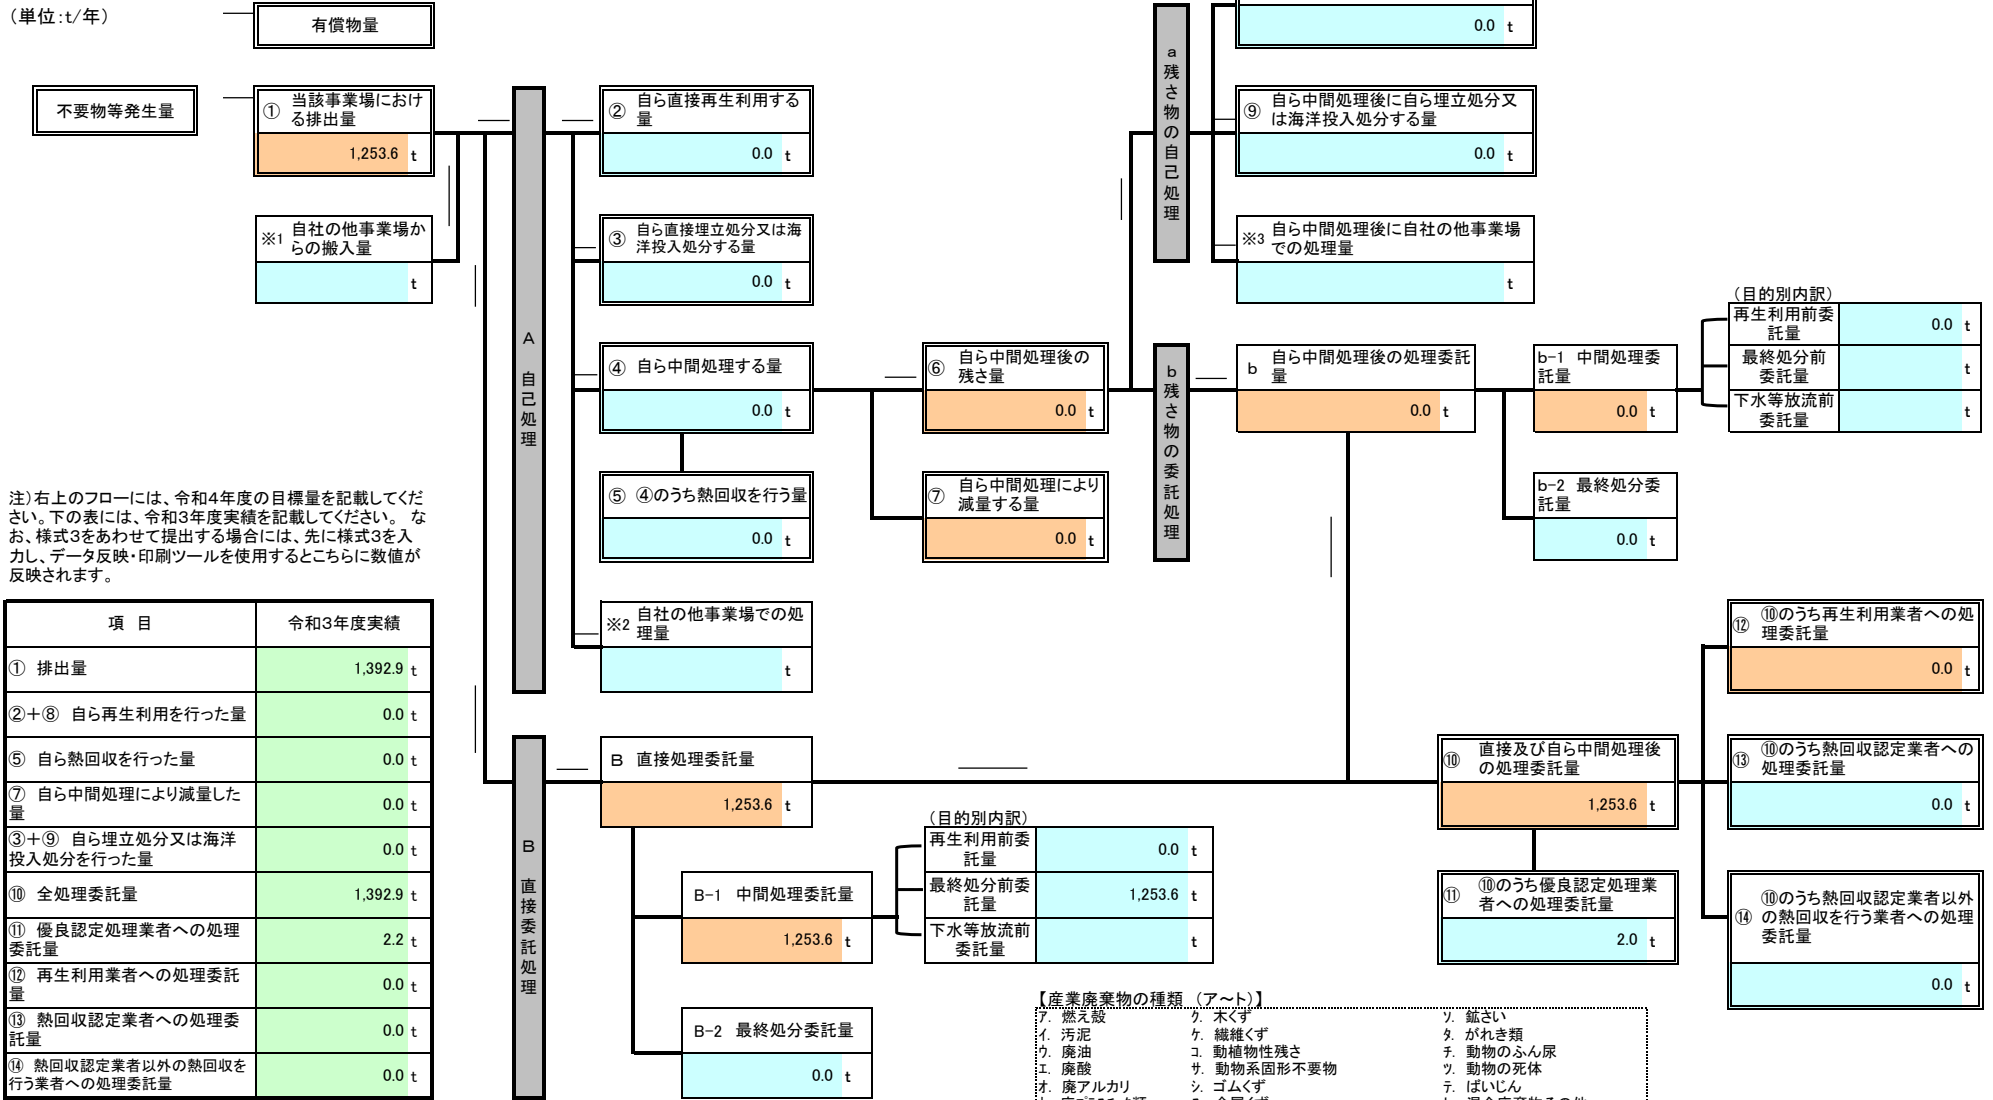 （単位：t/年）
有償物量
0.0 t
不要物等発生量
① 当該事業場におけ
る排出量
1,253.6 t
※1 自社の他事業場か
らの搬入量
t
A 自己処理
② 自ら直接再生利用する
量
0.0 t
③ 自ら直接埋立処分又は海
洋投入処分する量
0.0 t
④ 自ら中間処理する量
0.0 t
⑤ ④のうち熱回収を行う量
0.0 t
※2 自社の他事業場での処
理量
t
⑥ 自ら中間処理後の
残さ量
0.0 t
⑦ 自ら中間処理により
減量する量
0.0 t
a 残さ物の自己処理
⑨ 自ら中間処理後に自ら埋立処分又
は海洋投入処分する量
0.0 t
※3 自ら中間処理後に自社の他事業場
での処理量
t
b 残さ物の委託処理
b 自ら中間処理後の処理委託
量
0.0 t
b-1 中間処理委
託量
0.0 t
b-2 最終処分委
託量
0.0 t
（目的別内訳）
再生利用前委
託量
0.0 t
最終処分前
委託量
t
下水等放流前
委託量
t
注）右上のフローには、令和４年度の目標量を記載してくだ
さい。下の表には、令和３年度実績を記載してください。 な
お、様式３をあわせて提出する場合には、先に様式３を入
力し、データ反映・印刷ツールを使用するとこちらに数値が
反映されます。
項 目 令和３年度実績
① 排出量 1,392.9 t
②＋⑧ 自ら再生利用を行った量 0.0 t
⑤ 自ら熱回収を行った量 0.0 t
⑦ 自ら中間処理により減量した
量
0.0 t
③＋⑨ 自ら埋立処分又は海洋
投入処分を行った量
0.0 t
⑩ 全処理委託量 1,392.9 t
⑪ 優良認定処理業者への処理
委託量
2.2 t
⑫ 再生利用業者への処理委託
量
0.0 t
⑬ 熱回収認定業者への処理委
託量
0.0 t
⑭ 熱回収認定業者以外の熱回収を
行う業者への処理委託量
0.0 t
B 直接委託処理
B 直接処理委託量
1,253.6 t
B-1 中間処理委託量
1,253.6 t
B-2 最終処分委託量
0.0 t
（目的別内訳）
再生利用前委
託量
0.0 t
最終処分前委
託量
1,253.6 t
下水等放流前
委託量
t
⑩ 直接及び自ら中間処理後
の処理委託量
1,253.6 t
⑪ ⑩のうち優良認定処理業
者への処理委託量
2.0 t
⑫ ⑩のうち再生利用業者への処
理委託量
0.0 t
⑬ ⑩のうち熱回収認定業者への
処理委託量
0.0 t
⑭ ⑩のうち熱回収認定業者以外
の熱回収を行う業者への処理
委託量
0.0 t
【産業廃棄物の種類 （ア～ト）】
ア. 燃え殻 ク. 木くず ソ. 鉱さい
イ. 汚泥 ケ. 繊維くず タ. がれき類
ウ. 廃油 コ. 動植物性残さ チ. 動物のふん尿
エ. 廃酸 サ. 動物系固形不要物 ツ. 動物の死体
オ. 廃アルカリ シ. ゴムくず テ. ばいじん